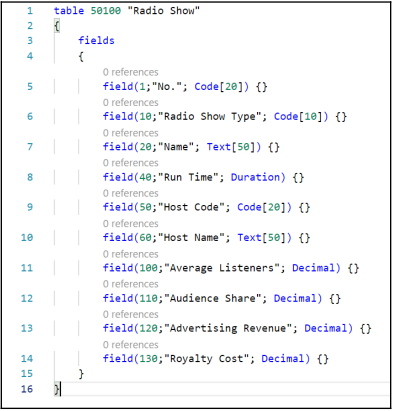 1 table 50100 "Radio Show"
2 {
3 fields
4 {
0 references
5 field(1;"No."; Code[20]) {}
0 references
6 field(10;"Radio Show Type"; Code[10]) {}
0 references
7 field(20;"Name"; Text[50]) {}
0 references
8 field(40;"Run Time"; Duration) {}
0 references
9 field(50;"Host Code"; Code[20]) {}
0 references
10 field(60;"Host Name"; Text[50]) {}
0 references
11 field(100;"Average Listeners"; Decimal) {}
0 references
12 field(110;"Audience Share"; Decimal) {}
0 references
13 field(120;"Advertising Revenue"; Decimal) {}
0 references
14 field(130;"Royalty Cost"; Decimal) {}
15 }
16 }